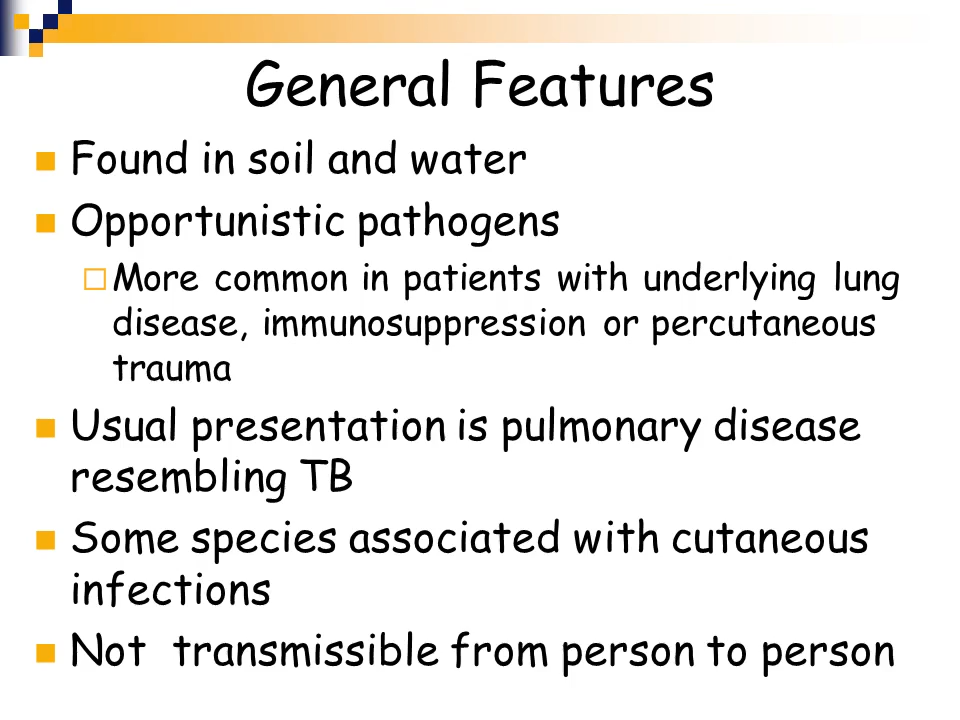 General Features
Found in soil and water
Opportunistic pathogens
More common in patients with underlying lung
disease, immunosuppression or percutaneous
trauma
Usual presentation is pulmonary disease
resembling TB
Some species associated with cutaneous
infections
Not transmissible from person to person